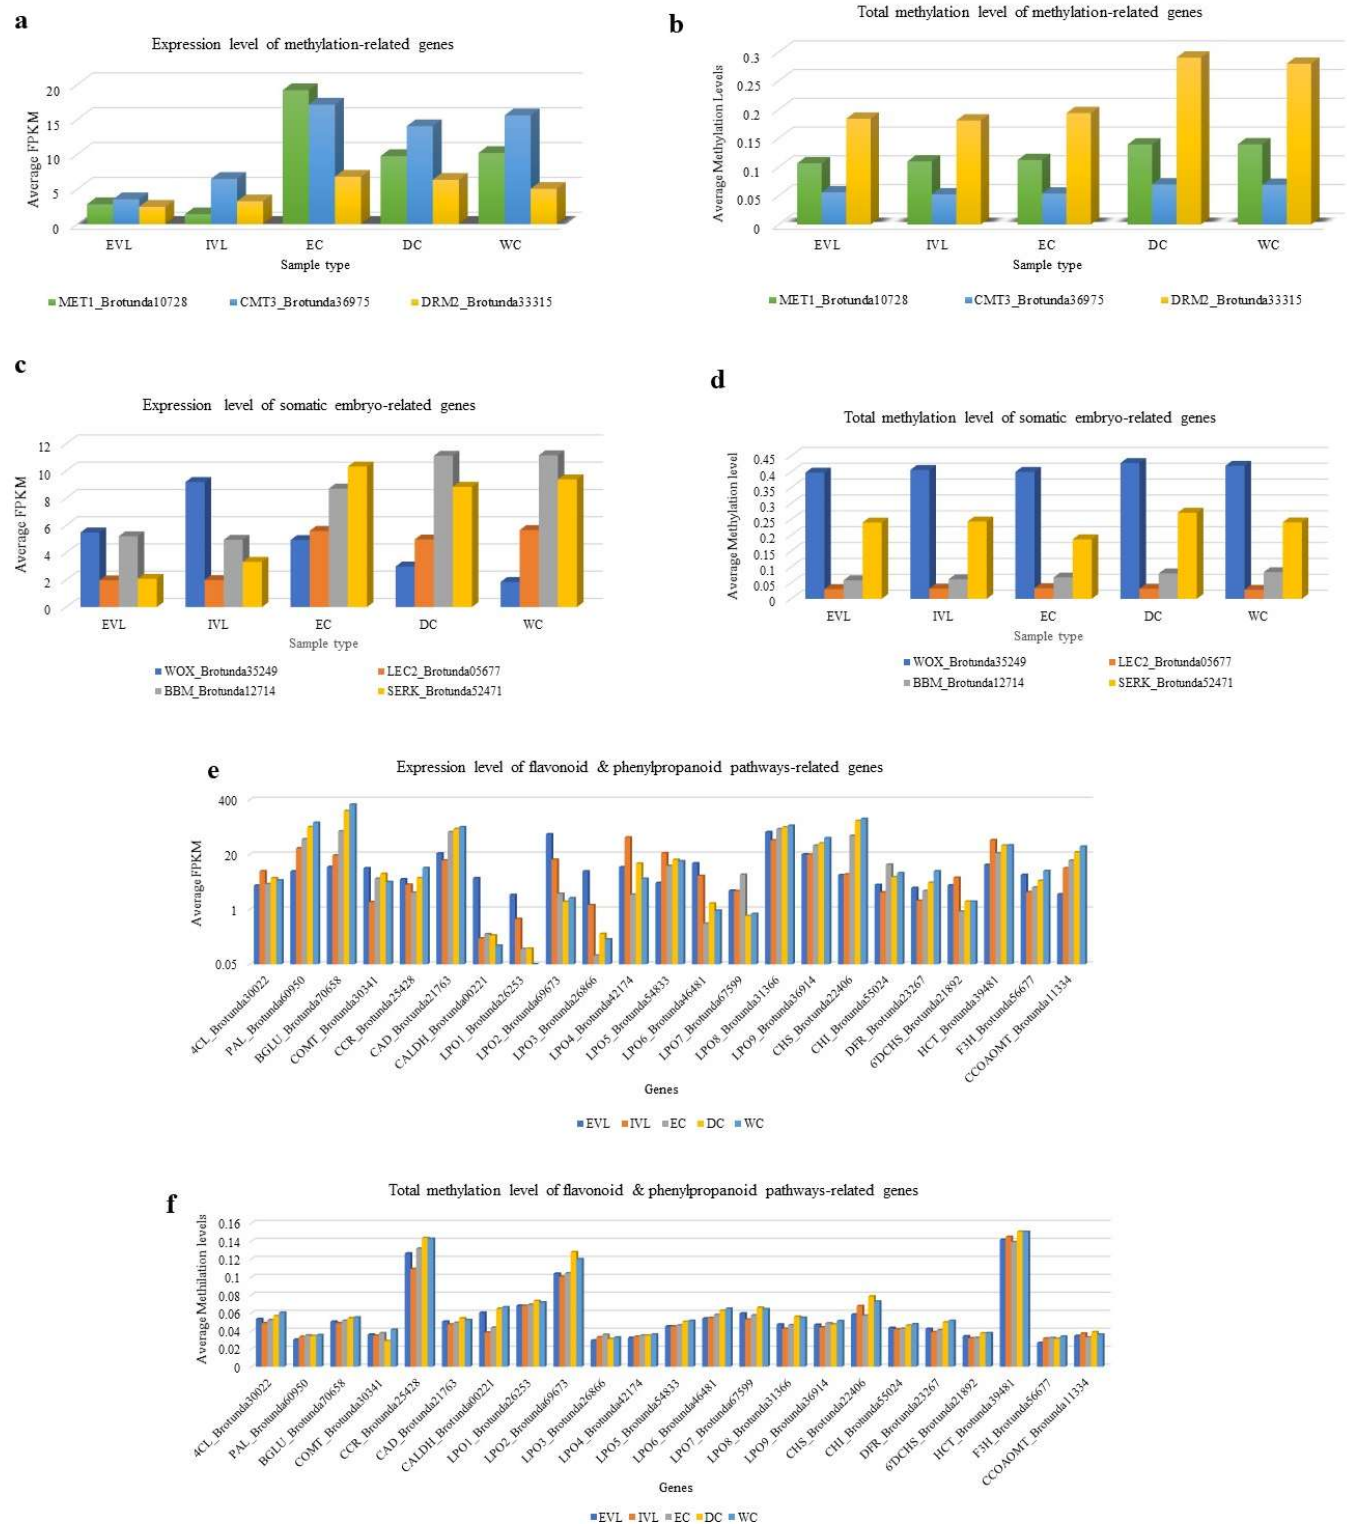 a
Expression level of methylation-related genes
Average FPKM
20
15
10
5
0
EVL IVL EC DC WC
Sample type
MET1_Brotunda10728 CMT3_Brotunda36975 DRM2_Brotunda33315
b
Total methylation level of methylation-related genes
Average Methylation Levels
0.3
0.25
0.2
0.15
0.1
0.05
0
EVL IVL EC DC WC
Sample type
MET1_Brotunda10728 CMT3_Brotunda36975 DRM2_Brotunda33315
c
Expression level of somatic embryo-related genes
Average FPKM
12
10
8
6
4
2
0
EVL IVL EC DC WC
Sample type
WOX_Brotunda35249 LEC2_Brotunda05677
BBM_Brotunda12714 SERK_Brotunda52471
d
Total methylation level of somatic embryo-related genes
Average Methylation level
0.45
0.4
0.35
0.3
0.25
0.2
0.15
0.1
0.05
0
EVL IVL EC DC WC
Sample type
WOX_Brotunda35249 LEC2_Brotunda05677
BBM_Brotunda12714 SERK_Brotunda52471
e
Expression level of flavonoid & phenylpropanoid pathways-related genes
Average FPKM
400
20
1
0.05
4CL_Brotunda30022
PAL_Brotunda60950
BGLU_Brotunda70658
COMT_Brotunda30341
CCR_Brotunda25428
CAD_Brotunda21763
CALDH_Brotunda00221
LPO1_Brotunda26253
LPO2_Brotunda69673
LPO3_Brotunda26866
LPO4_Brotunda42174
LPO5_Brotunda54833
LPO6_Brotunda46481
LPO7_Brotunda67599
LPO8_Brotunda31366
LPO9_Brotunda36914
CHS_Brotunda22406
CHI_Brotunda55024
DFR_Brotunda23267
6'DCHS_Brotunda21892
HCT_Brotunda39481
F3H_Brotunda56677
CCOAOMT_Brotunda11334
Genes
EVL IVL EC DC WC
f
Total methylation level of flavonoid & phenylpropanoid pathways-related genes
Average Methilation levels
0.16
0.14
0.12
0.1
0.08
0.06
0.04
0.02
0
4CL_Brotunda30022
PAL_Brotunda60950
BGLU_Brotunda70658
COMT_Brotunda30341
CCR_Brotunda25428
CAD_Brotunda21763
CALDH_Brotunda00221
LPO1_Brotunda26253
LPO2_Brotunda69673
LPO3_Brotunda26866
LPO4_Brotunda42174
LPO5_Brotunda54833
LPO6_Brotunda46481
LPO7_Brotunda67599
LPO8_Brotunda31366
LPO9_Brotunda36914
CHS_Brotunda22406
CHI_Brotunda55024
DFR_Brotunda23267
6'DCHS_Brotunda21892
HCT_Brotunda39481
F3H_Brotunda56677
CCOAOMT_Brotunda11334
Genes
EVL IVL EC DC WC